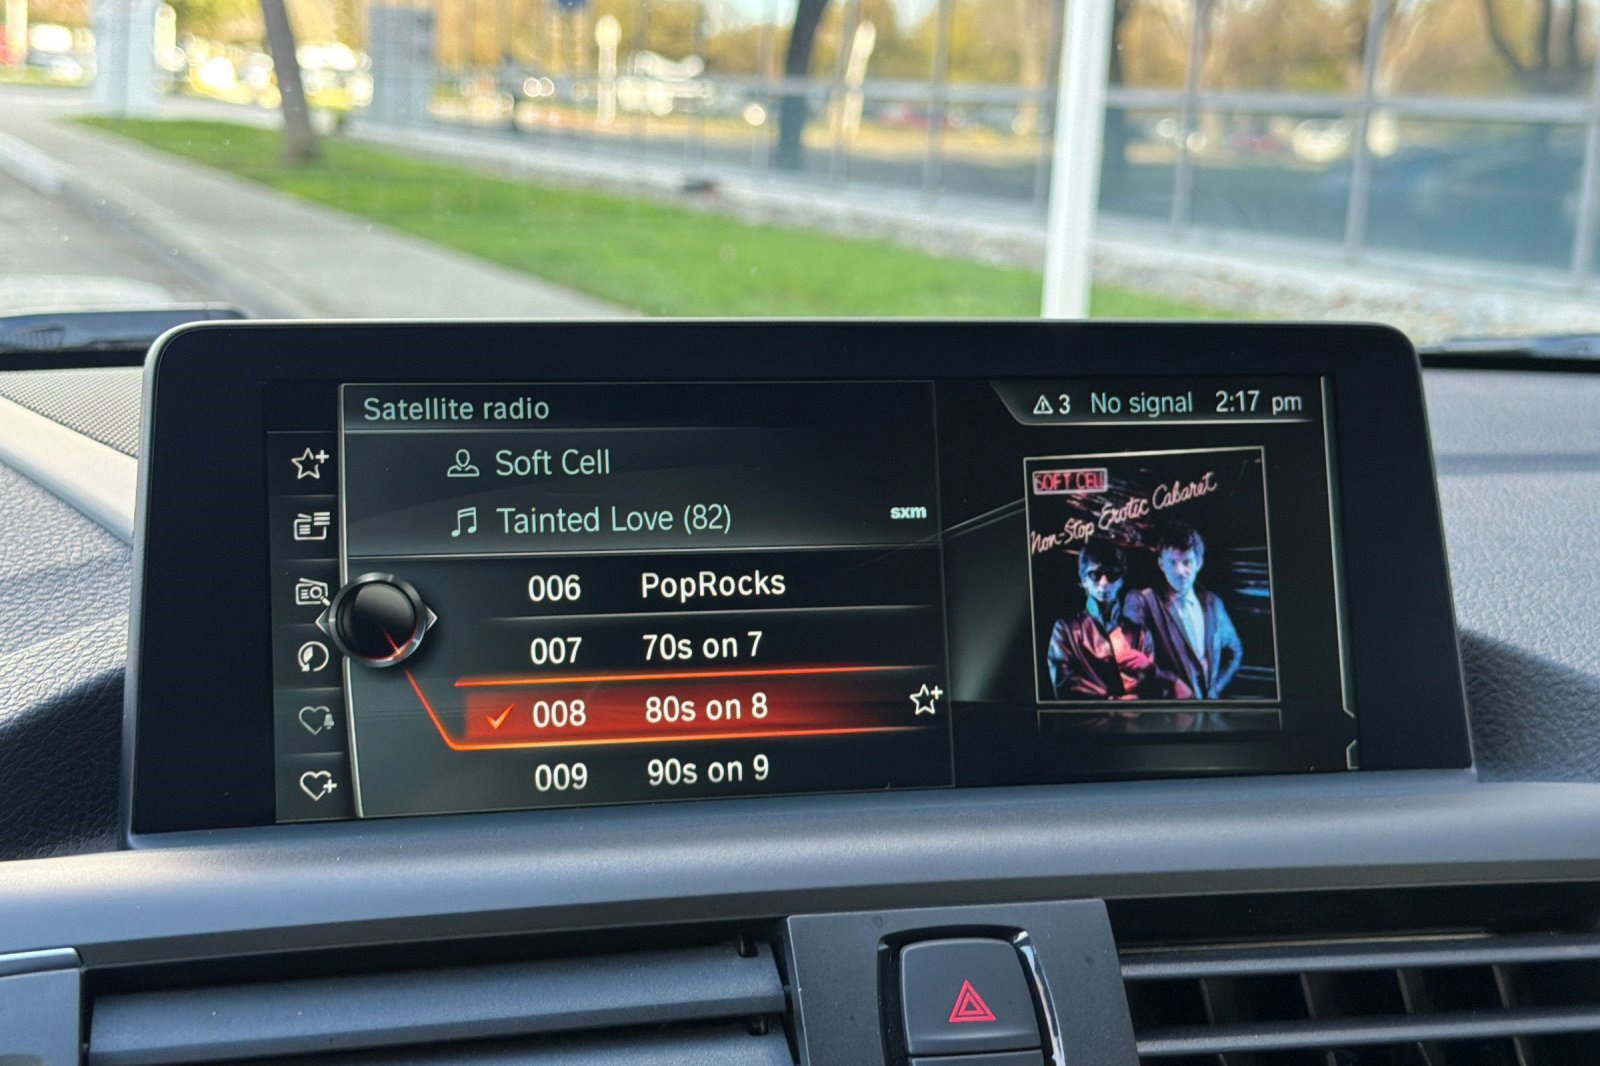 Satellite radio
3 No signal 2:17 pm
Soft Cell
Tainted Love (82)
sxm
006 PopRocks
007 70s on 7
008 80s on 8
009 90s on 9
SOFT CELL
Non-Stop Erotic Cabaret